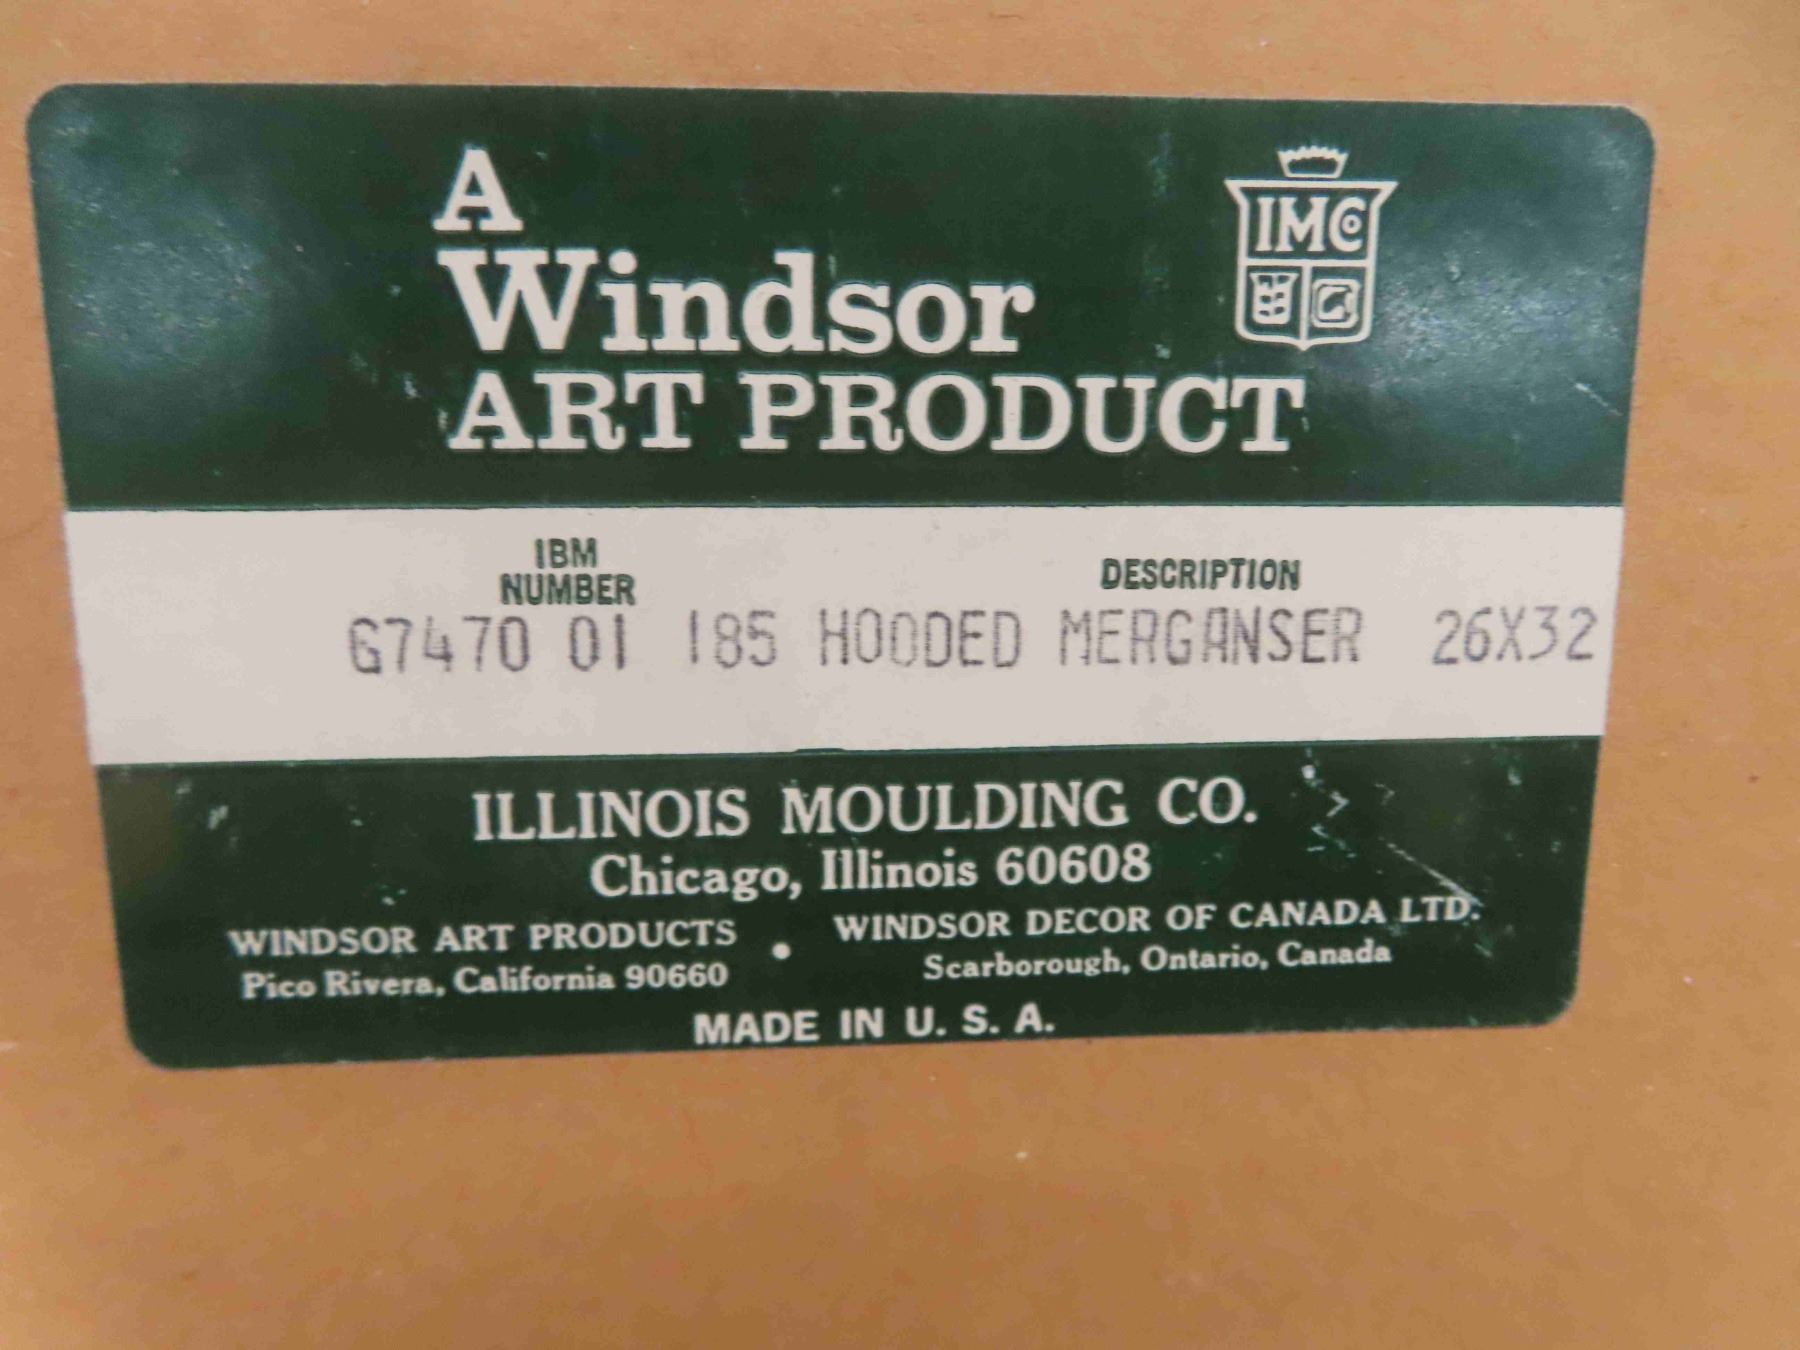 A
Windsor
ART PRODUCT
IMCo
IBM
NUMBER
DESCRIPTION
G7470 01 185 HOODED MERGANSER 26X32
ILLINOIS MOULDING CO.
Chicago, Illinois 60608
WINDSOR ART PRODUCTS
Pico Rivera, California 90660
•
WINDSOR DECOR OF CANADA LTD.
Scarborough, Ontario, Canada
MADE IN U. S. A.